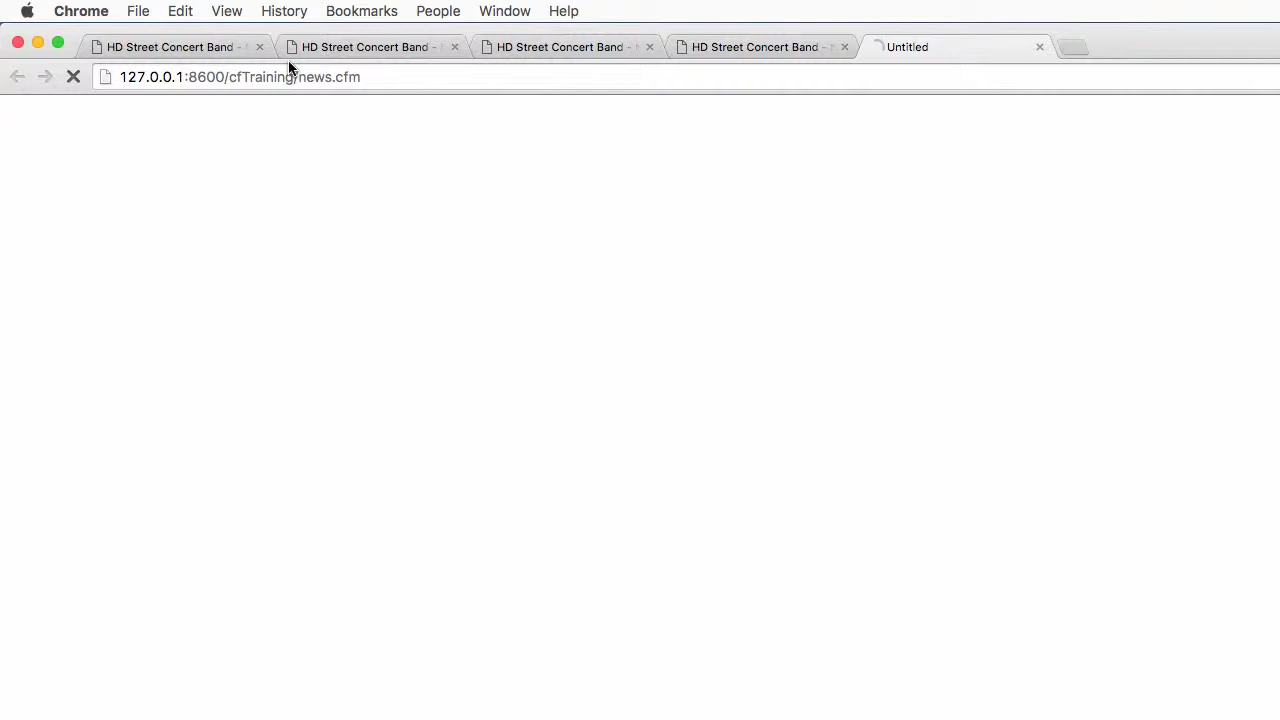 Chrome File Edit View History Bookmarks People Window Help
HD Street Concert Band - HD Street Concert Band - HD Street Concert Band - HD Street Concert Band - Untitled
127.0.0.1:8600/cfTraining/news.cfm